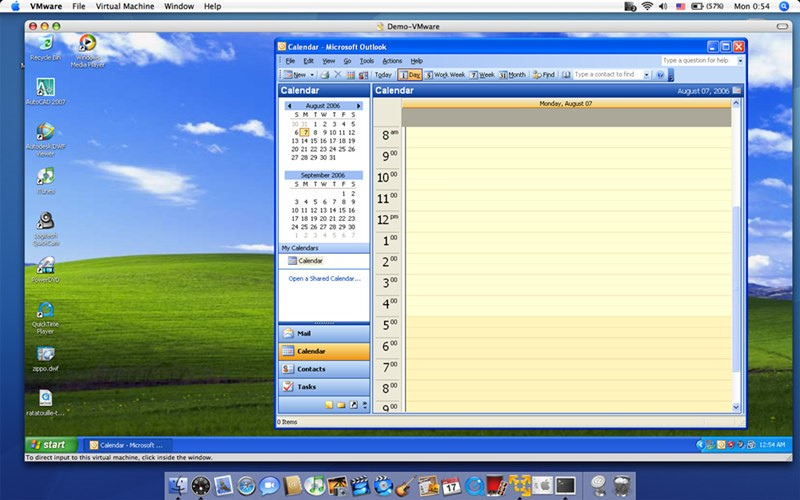 VMware File Virtual Machine Window Help (57%) Mon 0:54
Demo-VMware
Recycle Bin
Windows Media Player
AutoCAD 2007
Autodesk DWF Viewer
iTunes
Logitech QuickCam
PowerDVD
QuickTime Player
zippo.dwf
ratatouille-t...
Calendar - Microsoft Outlook
File Edit View Go Tools Actions Help
Type a question for help
New Today 1 Day 5 Work Week 7 Week 31 Month Find Type a contact to find
Calendar
August 2006
S M T W T F S
30 31 1 2 3 4 5
6 7 8 9 10 11 12
13 14 15 16 17 18 19
20 21 22 23 24 25 26
27 28 29 30 31
September 2006
S M T W T F S
1 2
3 4 5 6 7 8 9
10 11 12 13 14 15 16
17 18 19 20 21 22 23
24 25 26 27 28 29 30
1 2 3 4 5 6 7
My Calendars
Calendar
Open a Shared Calendar...
Mail
Calendar
Contacts
Tasks
Calendar August 07, 2006
Monday, August 07
8 am
9 00
10 00
11 00
12 pm
1 00
2 00
3 00
4 00
5 00
6 00
7 00
8 00
9 00
0 Items
start Calendar - Microsoft ... 12:54 AM
To direct input to this virtual machine, click inside the window.
17